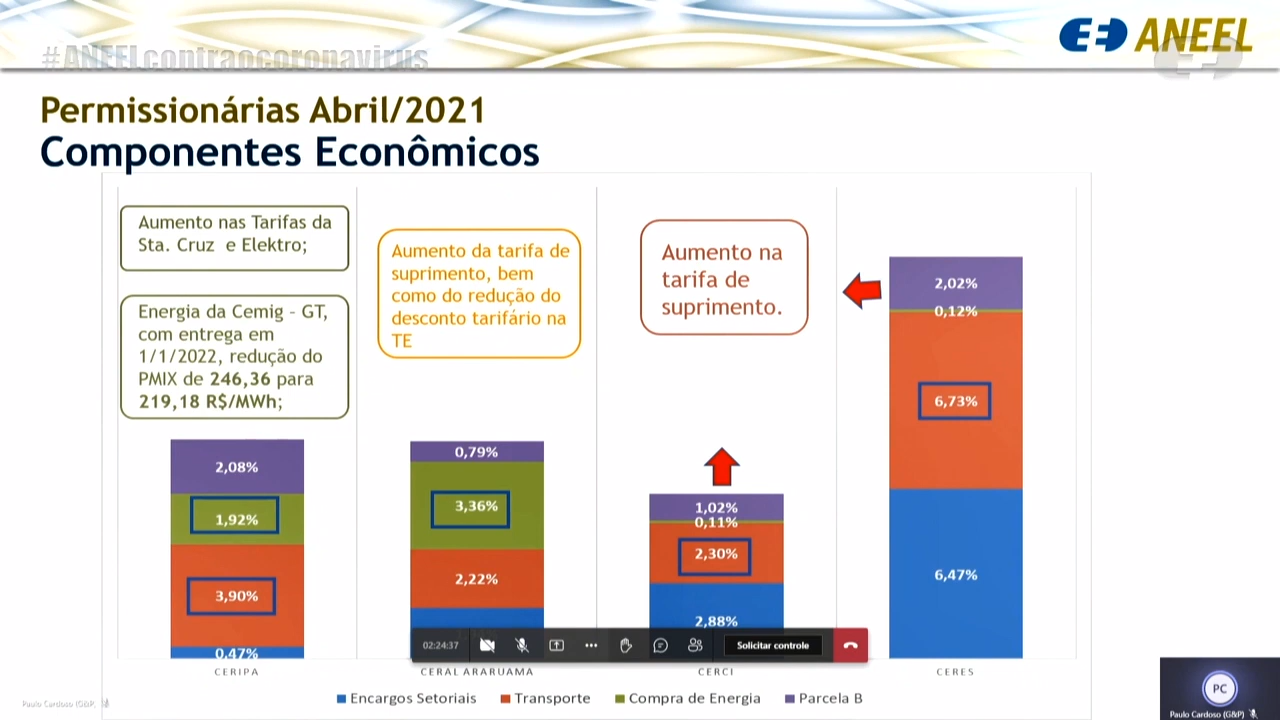 #ANEELcontraocoronavirus
ANEEL
Permissionárias Abril/2021
Componentes Econômicos
Aumento nas Tarifas da
Sta. Cruz e Elektro;
Energia da Cemig – GT,
com entrega em
1/1/2022, redução do
PMIX de 246,36 para
219,18 R$/MWh;
Aumento da tarifa de
suprimento, bem
como do redução do
desconto tarifário na
TE
Aumento na
tarifa de
suprimento.
2,08%
1,92%
3,90%
0,47%
0,79%
3,36%
2,22%
1,02%
0,11%
2,30%
2,88%
2,02%
0,12%
6,73%
6,47%
02:24:37
Solicitar controle
CERIPA
CERAL ARARUAMA
CERCI
CERES
Encargos Setoriais
Transporte
Compra de Energia
Parcela B
Paulo Cardoso (G&P)
PC
Paulo Cardoso (G&P)